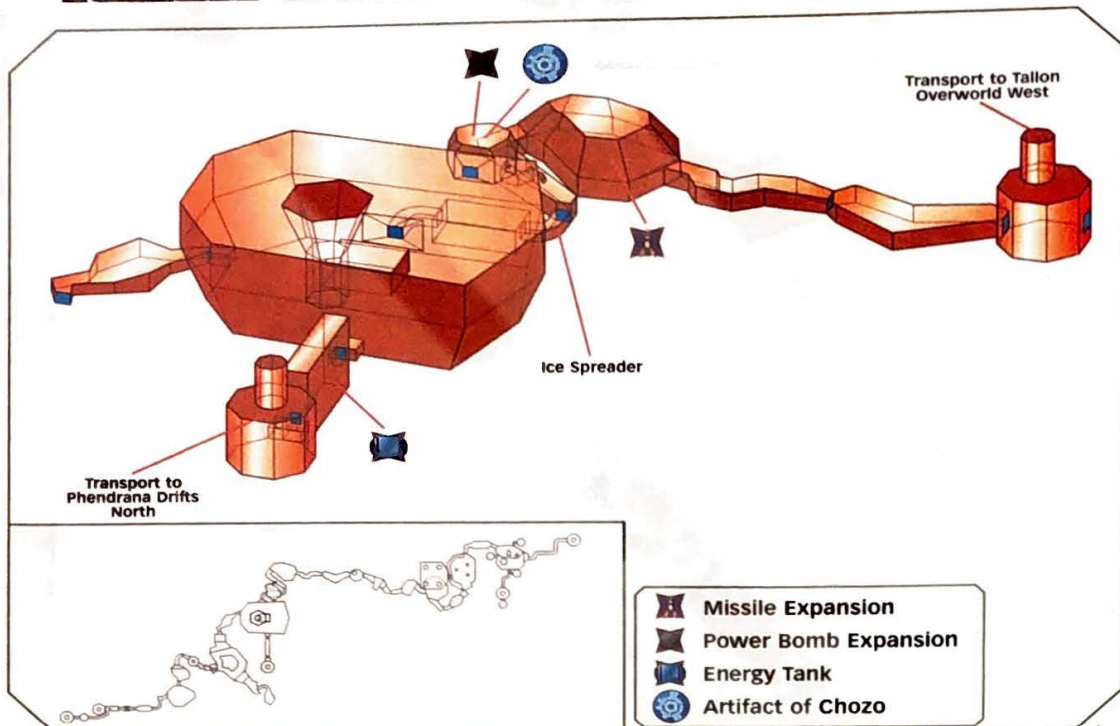 Transport to Tallon
Overworld West
Ice Spreader
Transport to
Phendrana Drifts
North
Missile Expansion
Power Bomb Expansion
Energy Tank
Artifact of Chozo